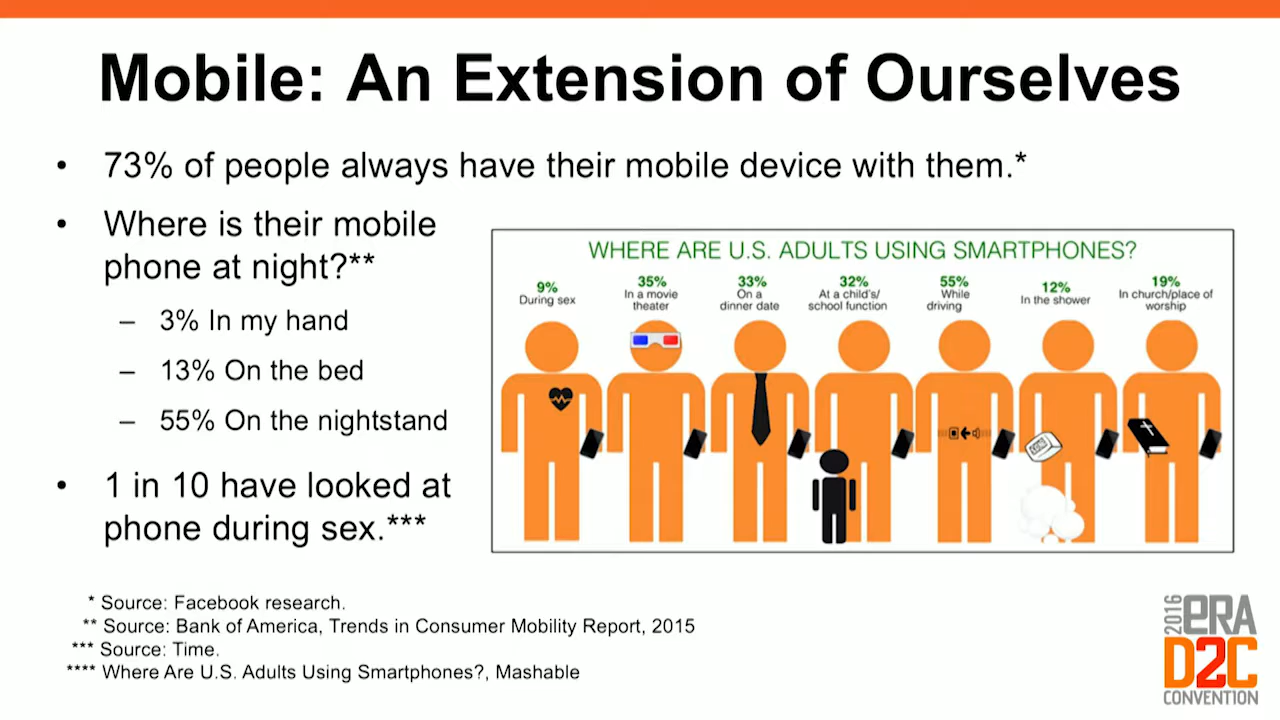 Mobile: An Extension of Ourselves
• 73% of people always have their mobile device with them.*
• Where is their mobile
phone at night?**
– 3% In my hand
– 13% On the bed
– 55% On the nightstand
• 1 in 10 have looked at
phone during sex.***
WHERE ARE U.S. ADULTS USING SMARTPHONES?
9%
During sex
35%
In a movie
theater
33%
On a
dinner date
32%
At a child's/
school function
55%
While
driving
12%
In the shower
19%
In church/place of
worship
* Source: Facebook research.
** Source: Bank of America, Trends in Consumer Mobility Report, 2015
*** Source: Time.
**** Where Are U.S. Adults Using Smartphones?, Mashable
2016 eRA
D2C
CONVENTION